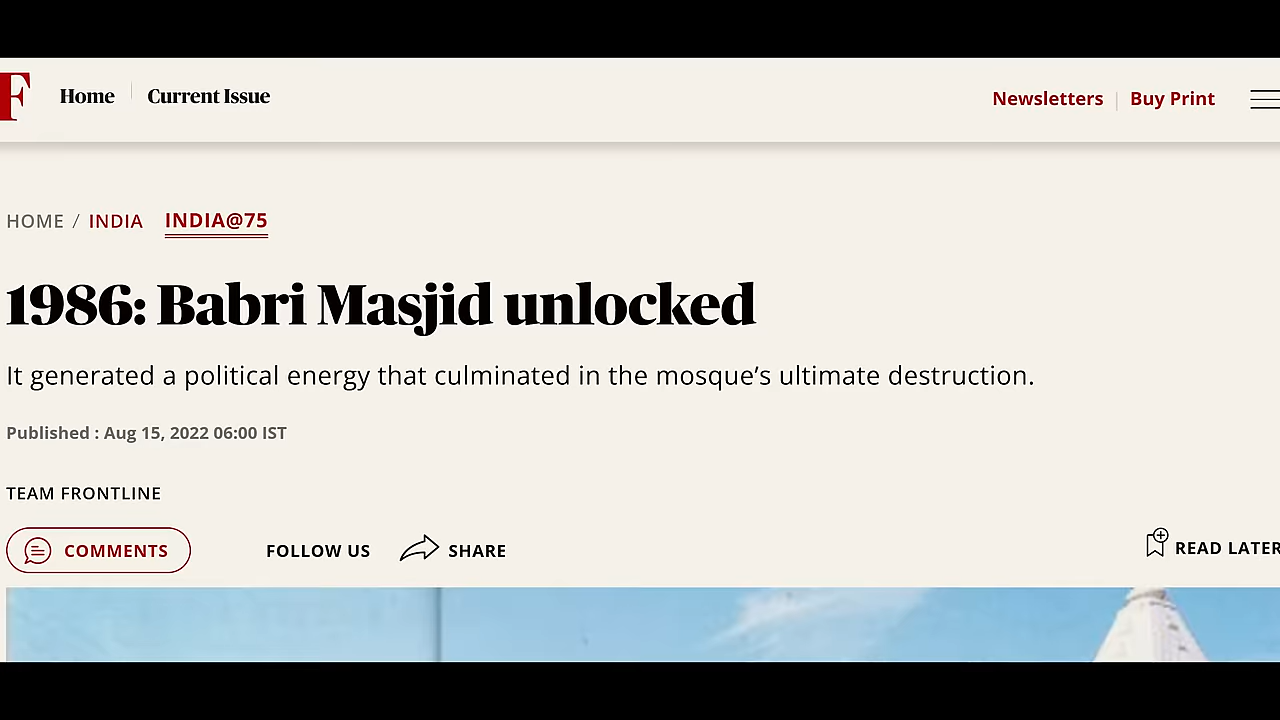 F Home Current Issue Newsletters Buy Print
HOME / INDIA INDIA@75
1986: Babri Masjid unlocked
It generated a political energy that culminated in the mosque’s ultimate destruction.
Published : Aug 15, 2022 06:00 IST
TEAM FRONTLINE
COMMENTS FOLLOW US SHARE READ LATER